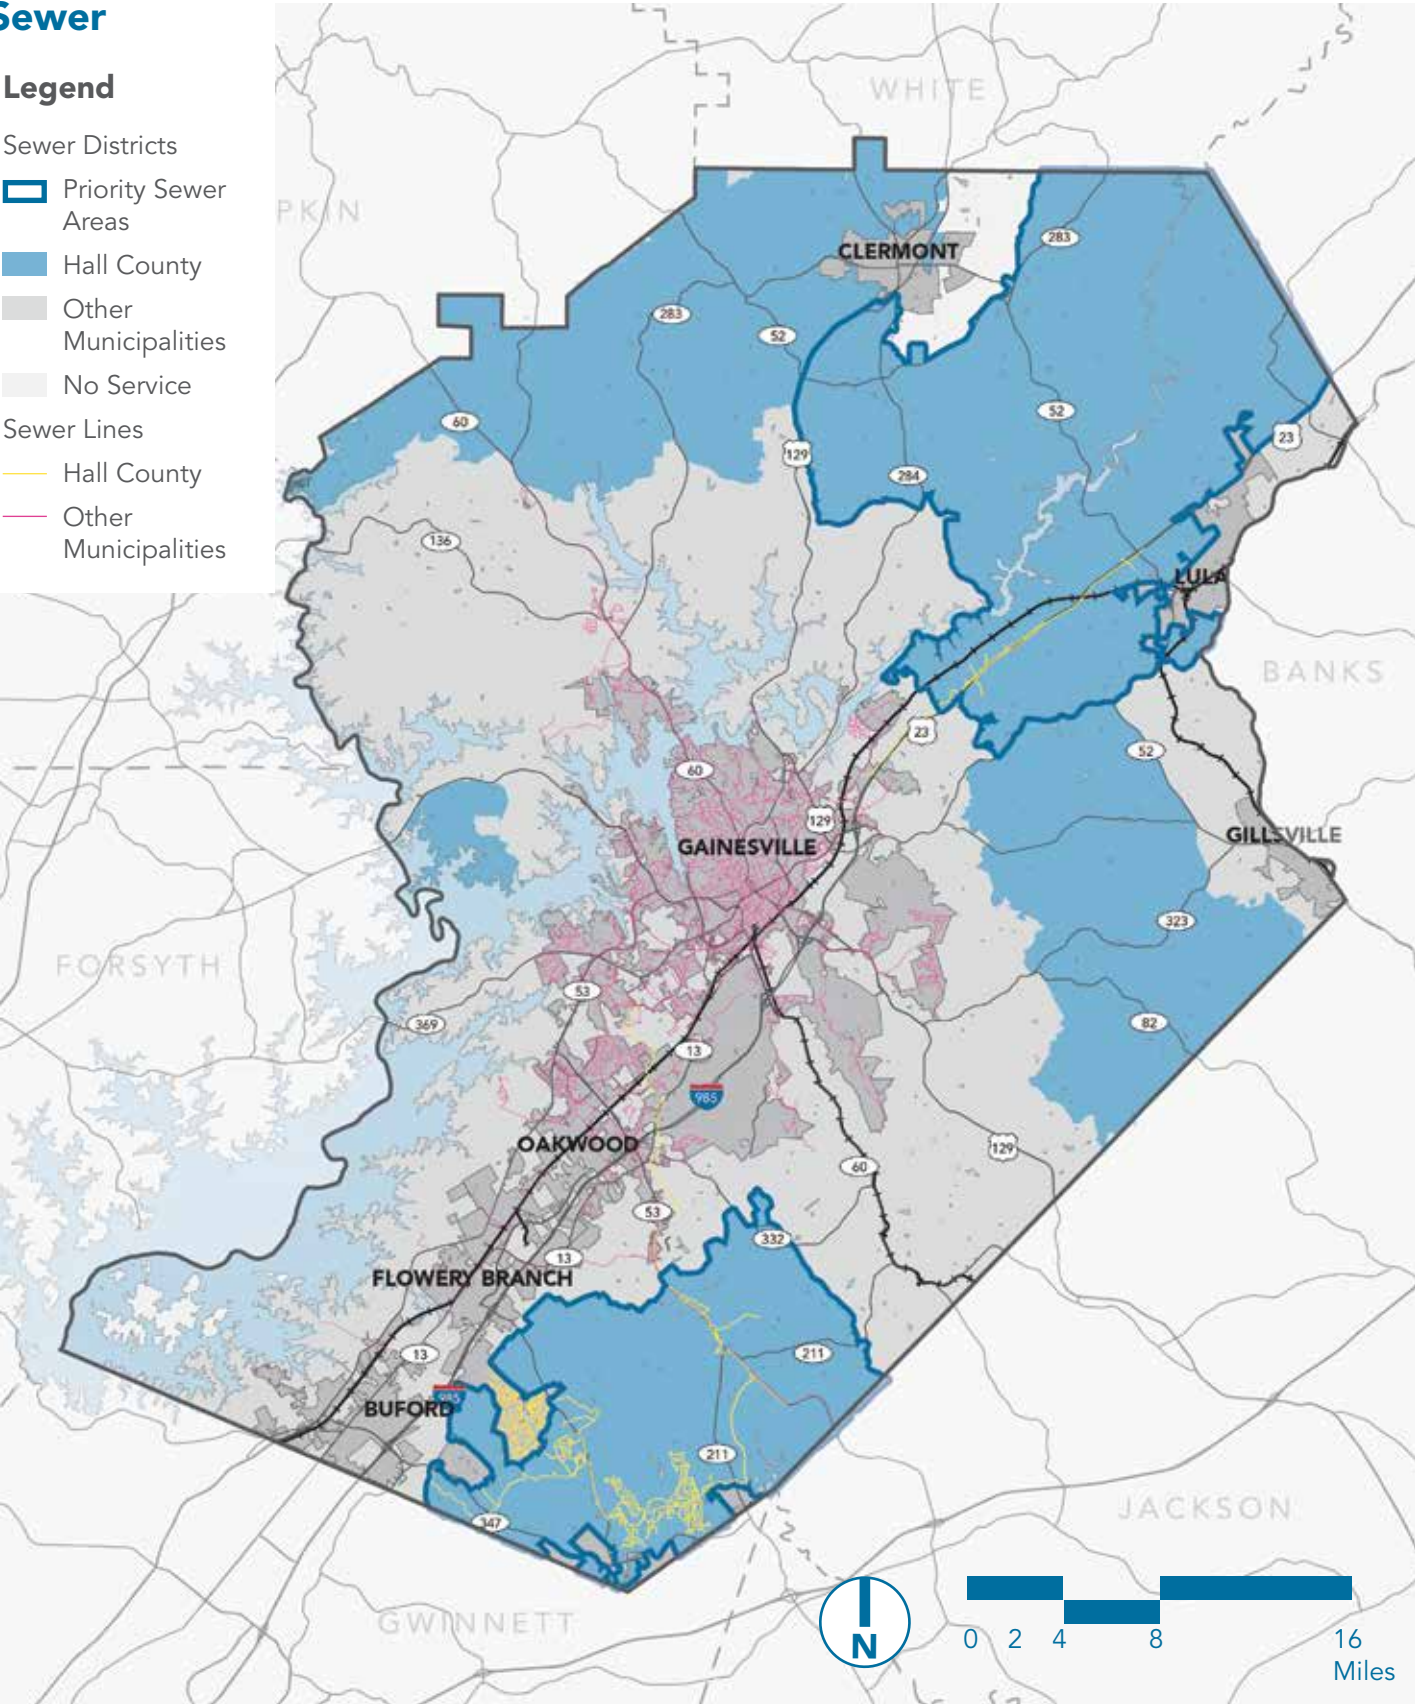 Sewer
Legend
Sewer Districts
Priority Sewer
Areas
Hall County
Other
Municipalities
No Service
Sewer Lines
Hall County
Other
Municipalities
WHITE
PKIN
283
CLERMONT
283
52
60
52
23
129
284
136
LULA
BANKS
23
52
60
129
GILLSVILLE
GAINESVILLE
323
FORSYTH
53
369
82
13
985
OAKWOOD
129
60
53
332
13
FLOWERY BRANCH
13
211
985
BUFORD
211
347
JACKSON
GWINNETT
N
0 2 4 8 16
Miles